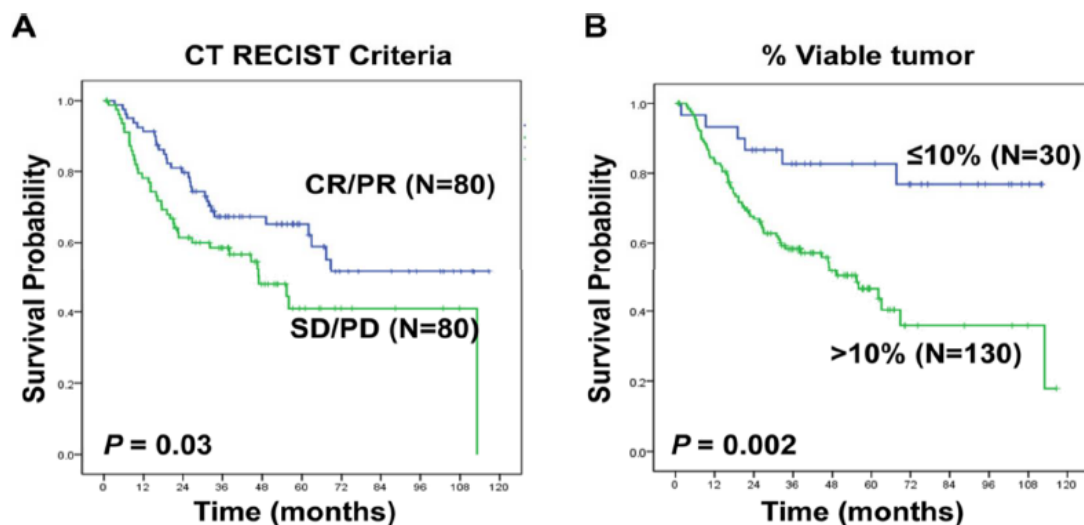 A
CT RECIST Criteria
Survival Probability
1.0
0.8
0.6
0.4
0.2
0.0
CR/PR (N=80)
SD/PD (N=80)
P = 0.03
0 12 24 36 48 60 72 84 96 108 120
Time (months)
B
% Viable tumor
Survival Probability
1.0
0.8
0.6
0.4
0.2
0.0
≤10% (N=30)
>10% (N=130)
P = 0.002
0 12 24 36 48 60 72 84 96 108 120
Time (months)